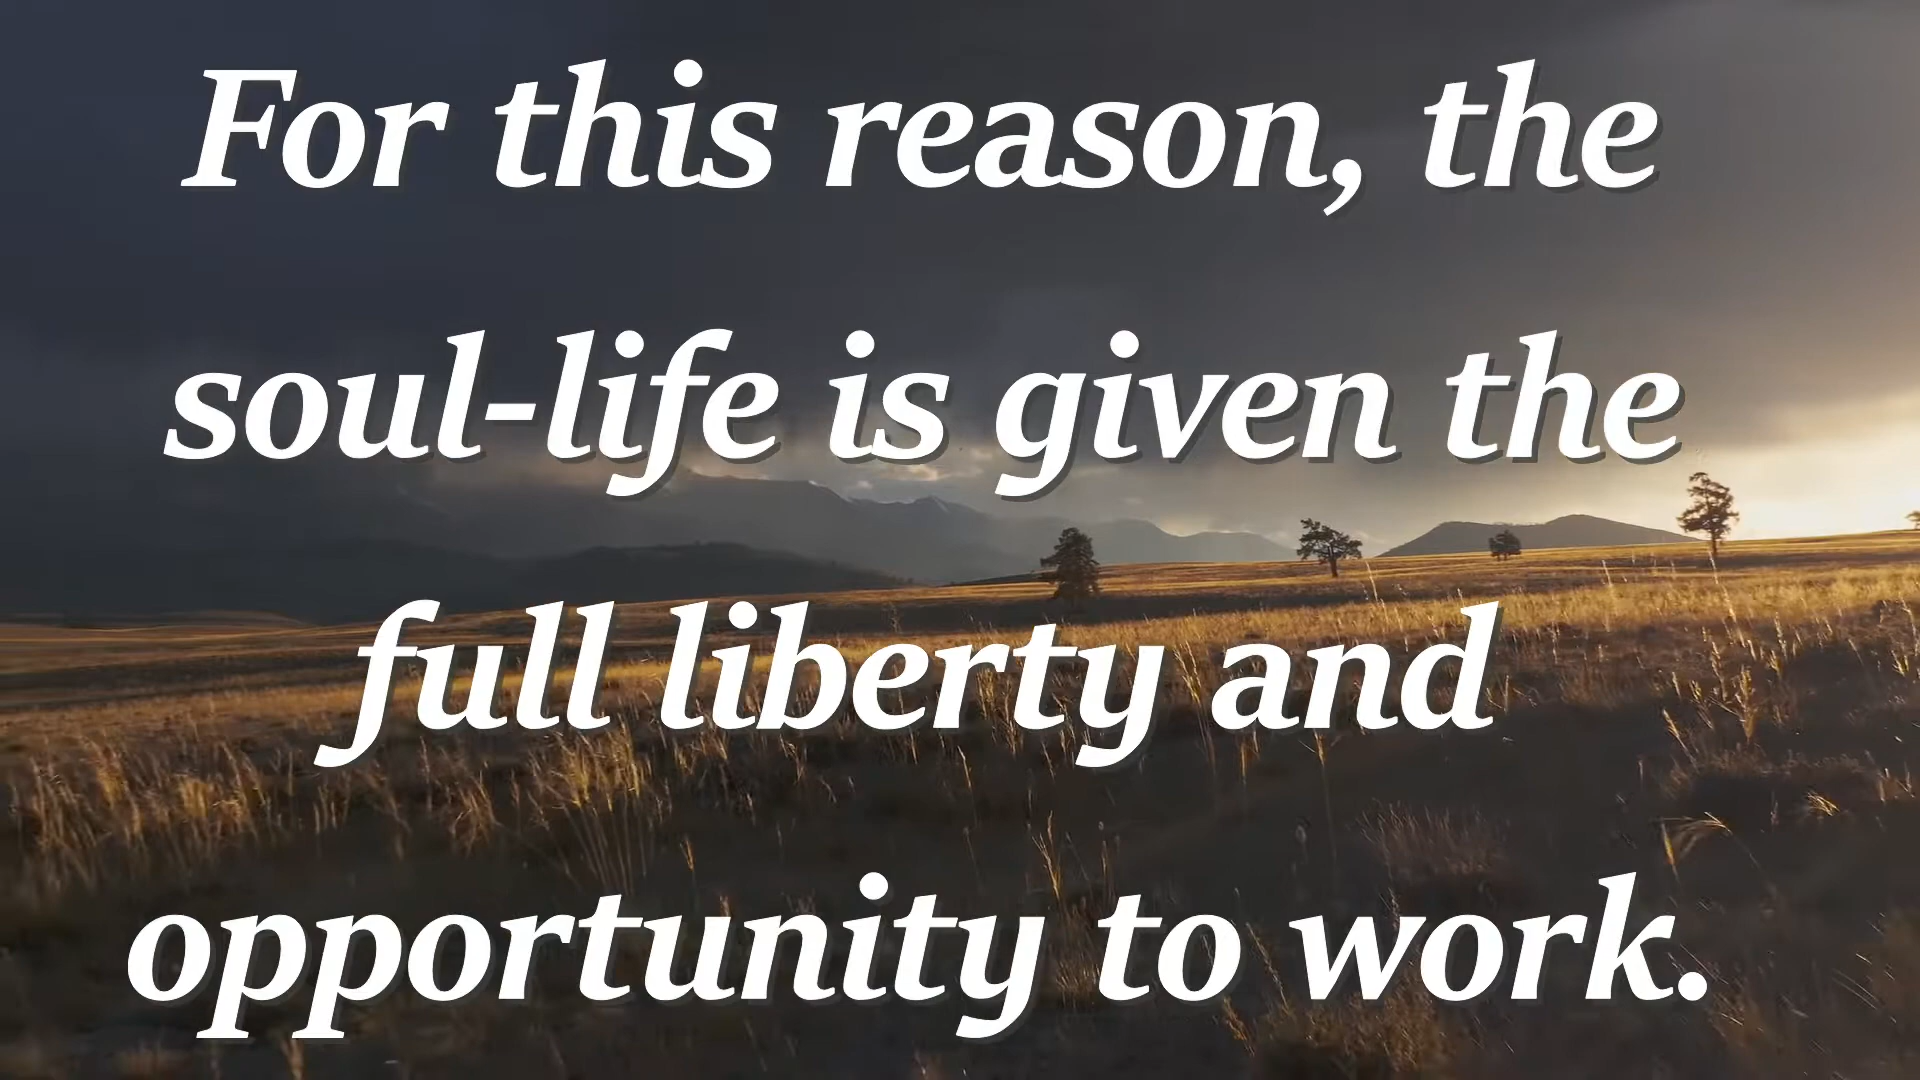 For this reason, the
soul-life is given the
full liberty and
opportunity to work.